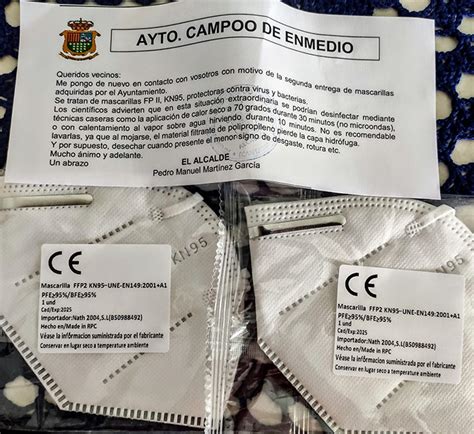 AYTO. CAMPOO DE ENMEDIO
Queridos vecinos:
Me pongo de nuevo en contacto con vosotros con motivo de la segunda entrega de mascarillas
adquiridas por el Ayuntamiento.
Se tratan de mascarillas FP II, KN95, protectoras contra virus y bacterias.
Los científicos advierten que en esta situación extraordinaria se podrían desinfectar mediante
técnicas caseras como la aplicación de calor seco a 70 grados durante 30 minutos (no microondas),
o con calentamiento al vapor sobre agua hirviendo, durante 10 minutos. No es recomendable
lavarlas, ya que al mojarse, el material filtrante de polipropileno pierde la capa hidrófuga.
Y por supuesto, desechar cuando presente el menor signo de desgaste, rotura etc.
Mucho ánimo y adelante.
Un abrazo
EL ALCALDE
Pedro Manuel Martínez García
KN95
CE
Mascarilla FFP2 KN95-UNE-EN149:2001+A1
PFE≥95%/BFE≥95%
1 und
Cad/Exp:2025
Importador:Nath 2004,S.L(B50988492)
Hecho en/Made in RPC
Véase la información suministrada por el fabricante
Conservar en lugar seco a temperatura ambiente
KN95
CE
Mascarilla FFP2 KN95-UNE-EN149:2001+A1
PFE≥95%/BFE≥95%
1 und
Cad/Exp:2025
Importador:Nath 2004,S.L(B50988492)
Hecho en/Made in RPC
Véase la información suministrada por el fabricante
Conservar en lugar seco a temperatura ambiente